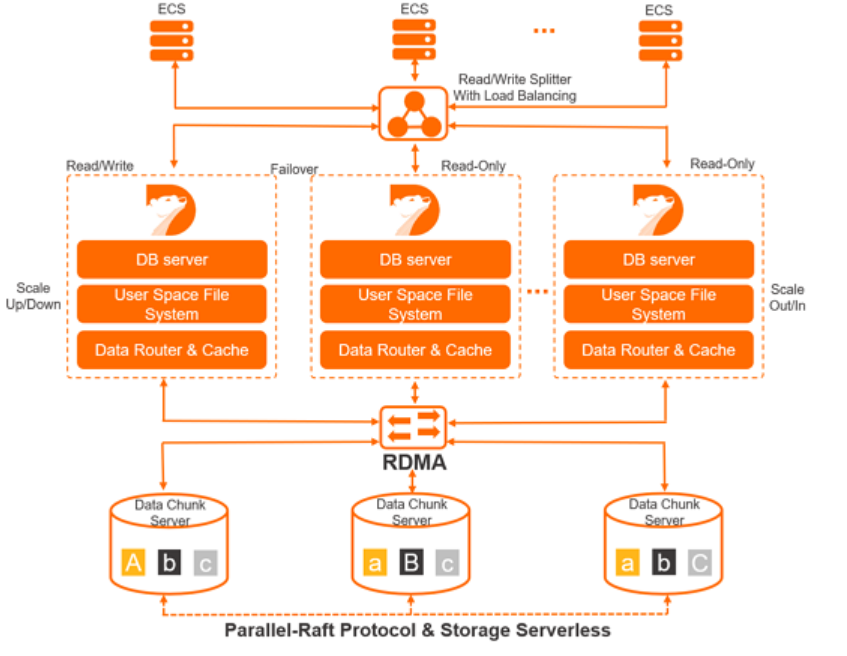 ECS
ECS
ECS
...
Read/Write Splitter
With Load Balancing
Read/Write
Failover
Read-Only
Read-Only
DB server
User Space File
System
Data Router & Cache
DB server
User Space File
System
Data Router & Cache
...
DB server
User Space File
System
Data Router & Cache
Scale
Up/Down
Scale
Out/In
RDMA
Data Chunk
Server
A b c
Data Chunk
Server
a B c
Data Chunk
Server
a b C
Parallel-Raft Protocol & Storage Serverless